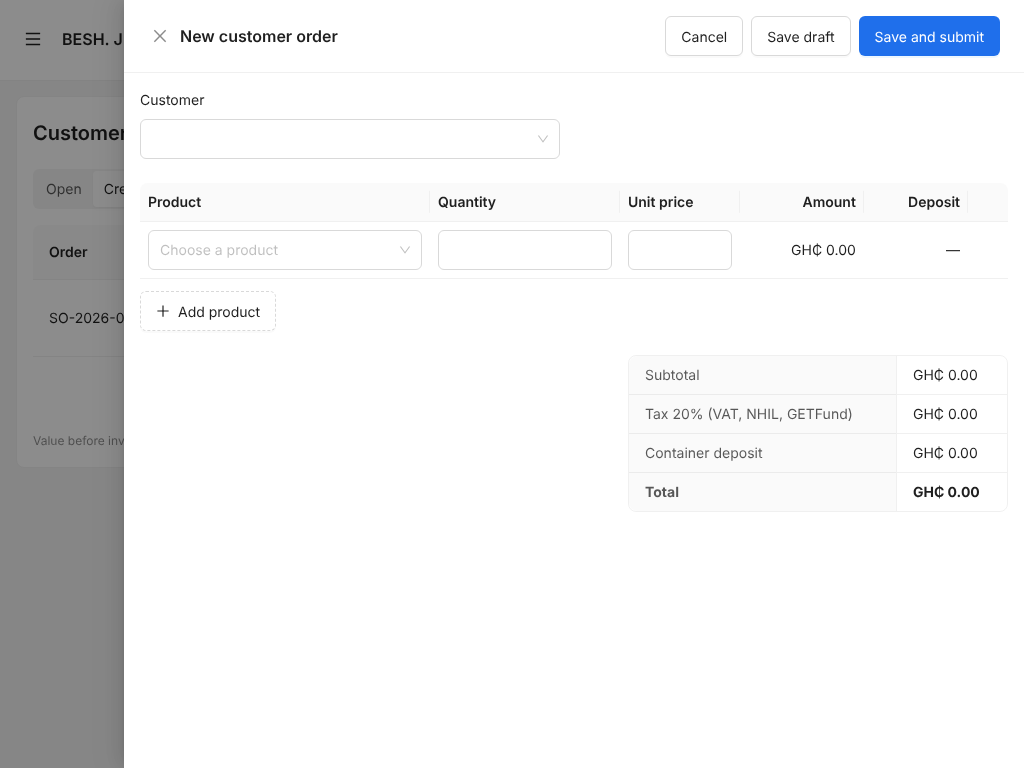 BESH. J
New customer order
Cancel
Save draft
Save and submit
Customer
Customer
Open
Cre
Product
Quantity
Unit price
Amount
Deposit
Choose a product
GH₵ 0.00
—
Order
SO-2026-0
Add product
Subtotal
GH₵ 0.00
Tax 20% (VAT, NHIL, GETFund)
GH₵ 0.00
Value before inv
Container deposit
GH₵ 0.00
Total
GH₵ 0.00